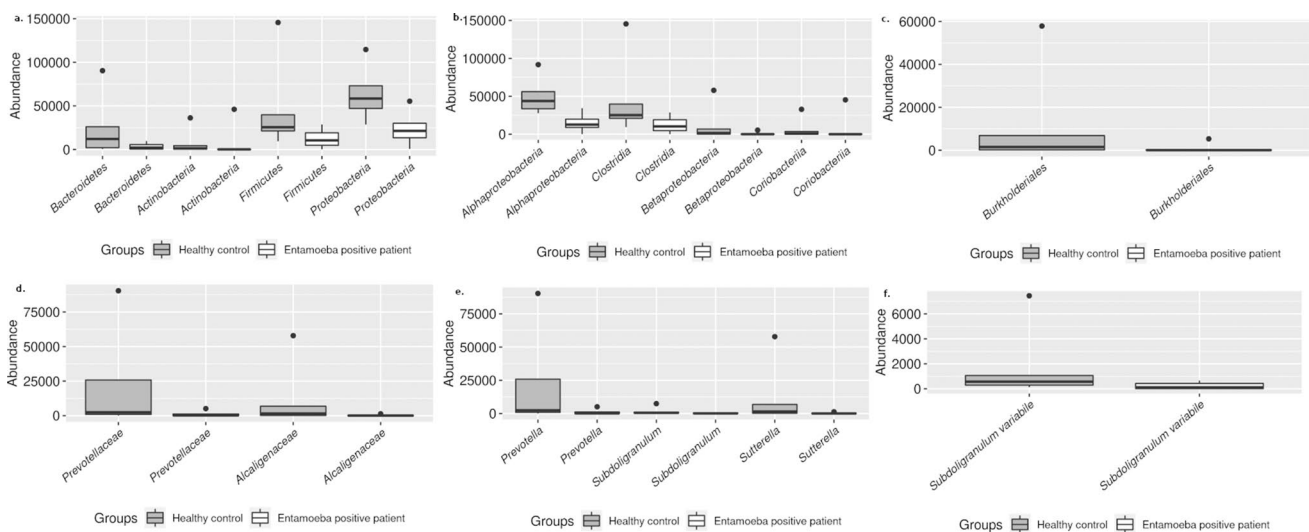 a.
Abundance
150000
100000
50000
0
Bacteroidetes
Bacteroidetes
Actinobacteria
Actinobacteria
Firmicutes
Firmicutes
Proteobacteria
Proteobacteria
Groups Healthy control Entamoeba positive patient
b.
Abundance
150000
100000
50000
0
Alphaproteobacteria
Alphaproteobacteria
Clostridia
Clostridia
Betaproteobacteria
Betaproteobacteria
Coriobacteriia
Coriobacteriia
Groups Healthy control Entamoeba positive patient
c.
Abundance
60000
40000
20000
0
Burkholderiales
Burkholderiales
Groups Healthy control Entamoeba positive patient
d.
Abundance
75000
50000
25000
0
Prevotellaceae
Prevotellaceae
Alcaligenaceae
Alcaligenaceae
Groups Healthy control Entamoeba positive patient
e.
Abundance
75000
50000
25000
0
Prevotella
Prevotella
Subdoligranulum
Subdoligranulum
Sutterella
Sutterella
Groups Healthy control Entamoeba positive patient
f.
Abundance
6000
4000
2000
0
Subdoligranulum variabile
Subdoligranulum variabile
Groups Healthy control Entamoeba positive patient